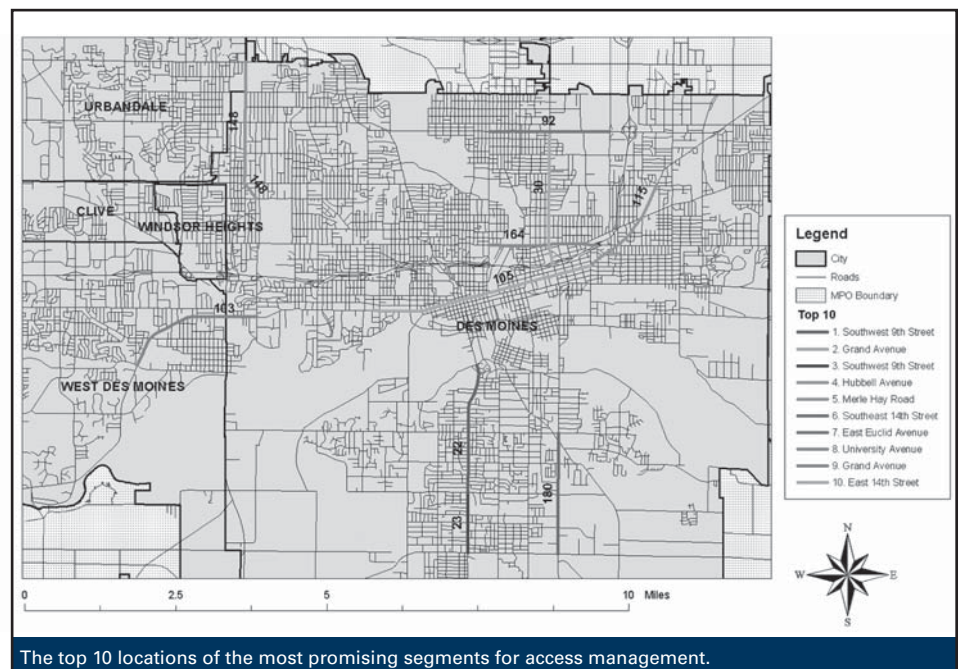 URBANDALE
148
92
148
30
115
CLIVE
WINDSOR HEIGHTS
164
105
103
DES MOINES
WEST DES MOINES
22
180
23
Legend
City
Roads
MPO Boundary
Top 10
1. Southwest 9th Street
2. Grand Avenue
3. Southwest 9th Street
4. Hubbell Avenue
5. Merle Hay Road
6. Southeast 14th Street
7. East Euclid Avenue
8. University Avenue
9. Grand Avenue
10. East 14th Street
N
W E
S
0 2.5 5 10 Miles
The top 10 locations of the most promising segments for access management.